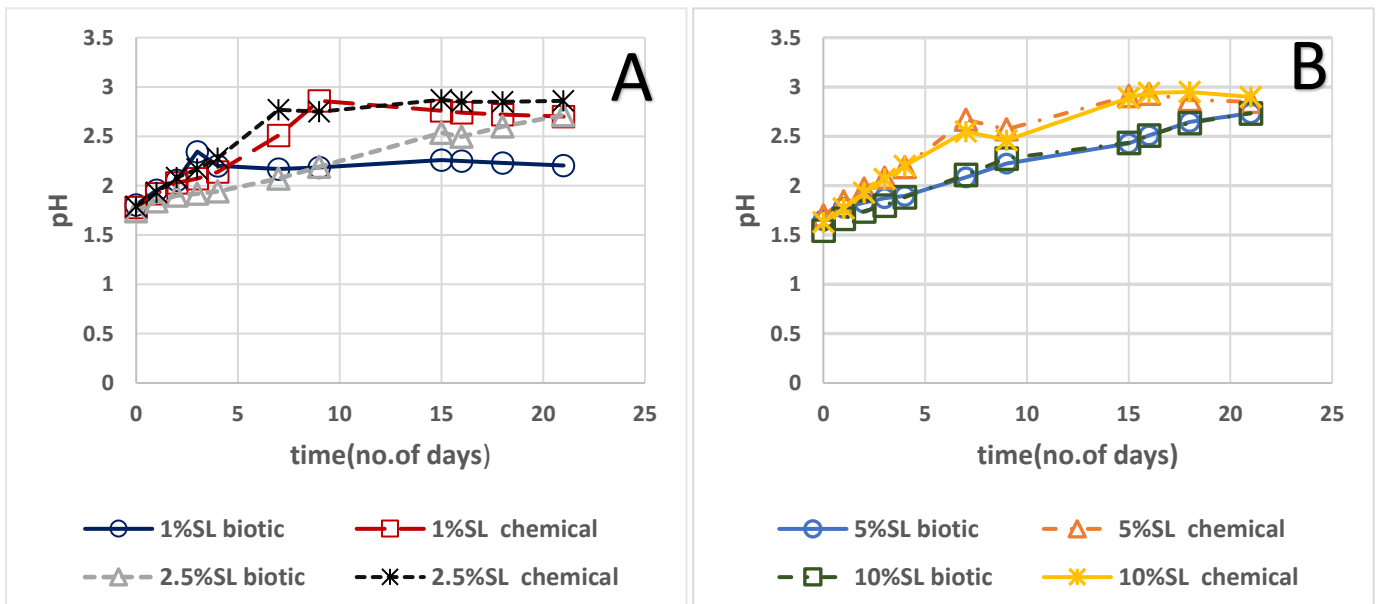 A
3.5
3
2.5
2
1.5
1
0.5
0
pH
0 5 10 15 20 25
time(no.of days)
1%SL biotic 1%SL chemical
2.5%SL biotic 2.5%SL chemical
B
3.5
3
2.5
2
1.5
1
0.5
0
pH
0 5 10 15 20 25
time(no.of days)
5%SL biotic 5%SL chemical
10%SL biotic 10%SL chemical